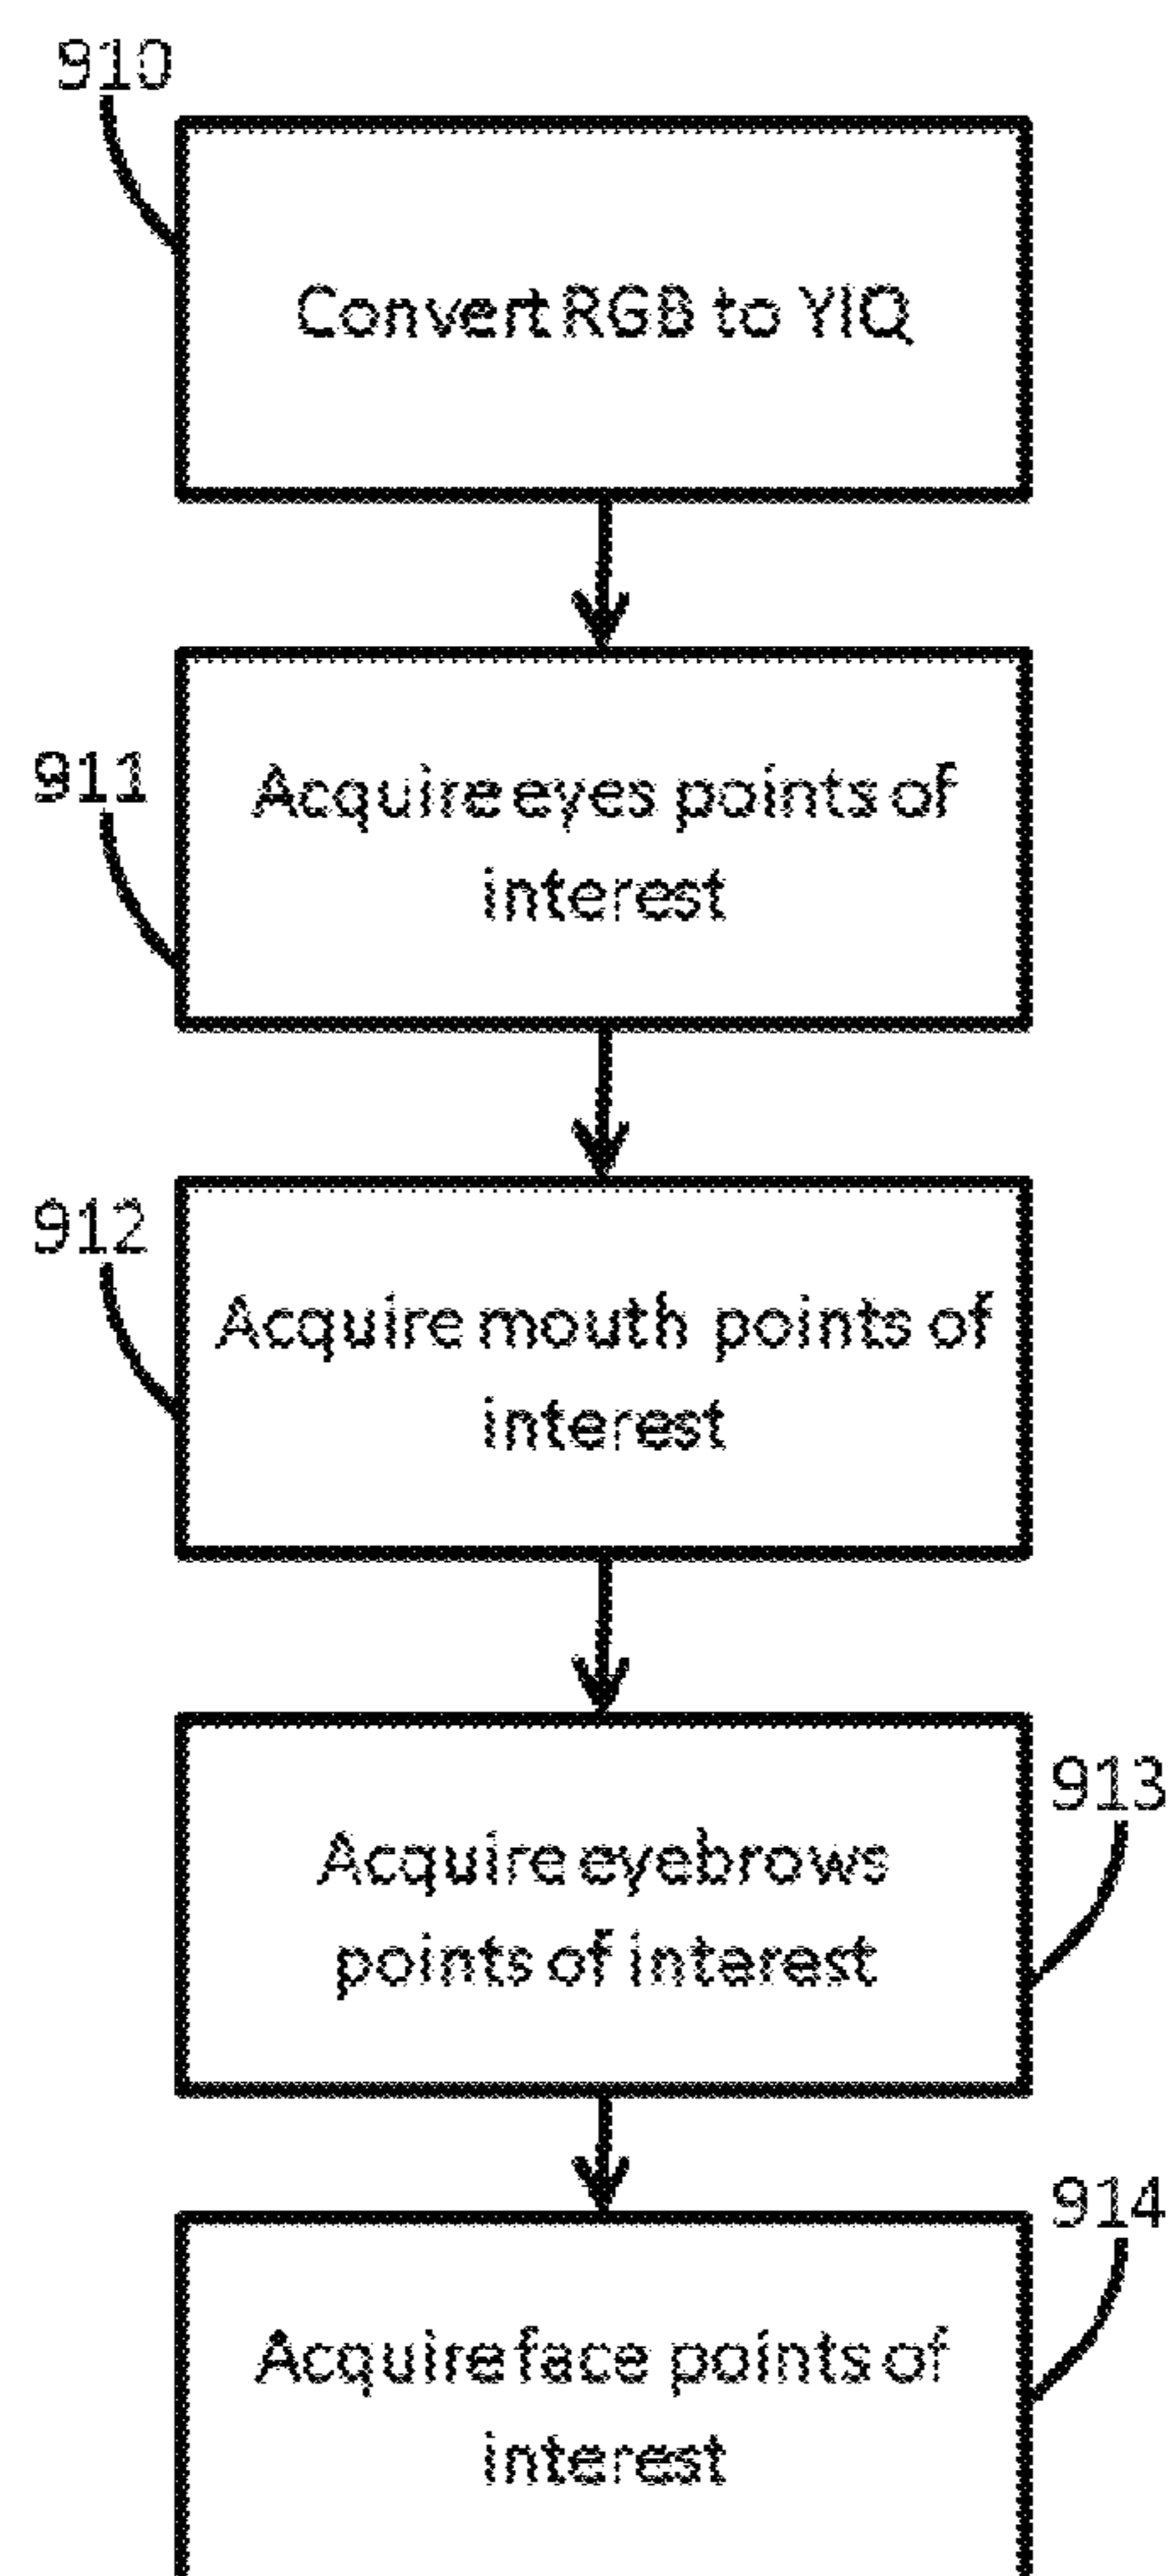 910
Convert RGB to YIQ
911
Acquire eyes points of
interest
912
Acquire mouth points of
interest
913
Acquire eyebrows
points of interest
914
Acquire face points of
interest